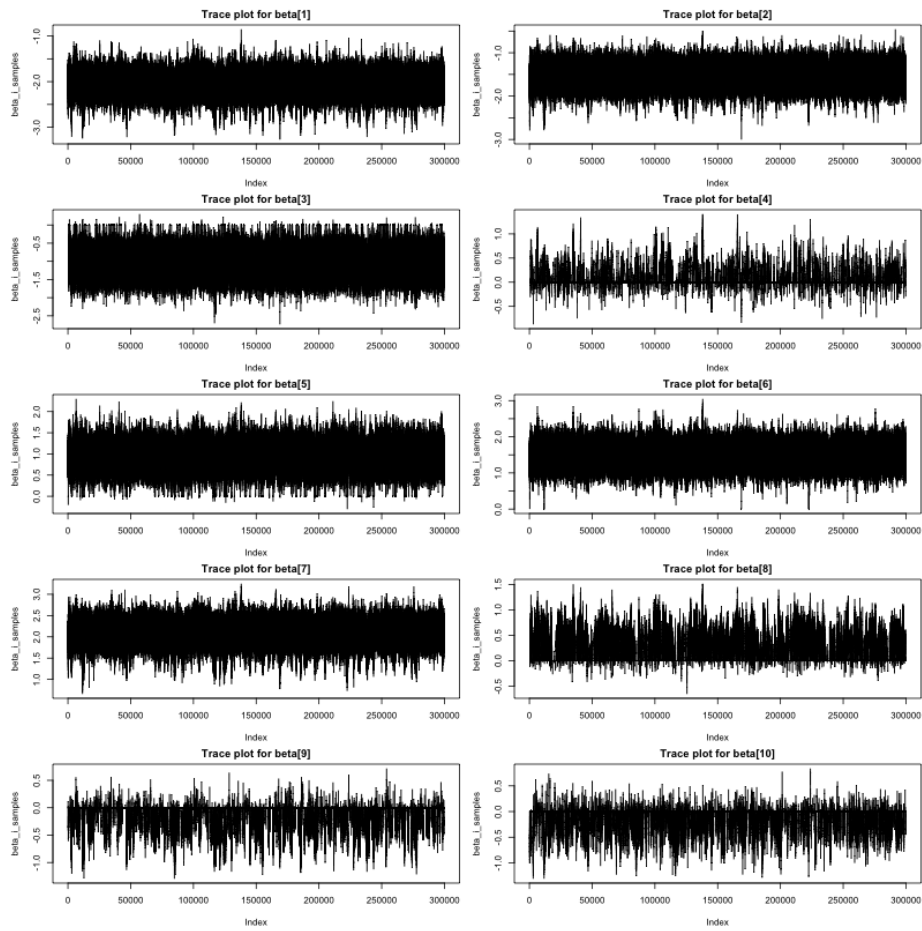 Trace plot for beta[1]
beta_i_samples
-1.0
-2.0
-3.0
0 50000 100000 150000 200000 250000 300000
Index
Trace plot for beta[2]
beta_i_samples
-1.0
-2.0
-3.0
0 50000 100000 150000 200000 250000 300000
Index
Trace plot for beta[3]
beta_i_samples
-0.5
-1.5
-2.5
0 50000 100000 150000 200000 250000 300000
Index
Trace plot for beta[4]
beta_i_samples
1.0
0.5
0.0
-0.5
0 50000 100000 150000 200000 250000 300000
Index
Trace plot for beta[5]
beta_i_samples
2.0
1.5
1.0
0.5
0.0
0 50000 100000 150000 200000 250000 300000
Index
Trace plot for beta[6]
beta_i_samples
3.0
2.0
1.0
0.0
0 50000 100000 150000 200000 250000 300000
Index
Trace plot for beta[7]
beta_i_samples
3.0
2.5
2.0
1.5
1.0
0 50000 100000 150000 200000 250000 300000
Index
Trace plot for beta[8]
beta_i_samples
1.5
1.0
0.5
0.0
-0.5
0 50000 100000 150000 200000 250000 300000
Index
Trace plot for beta[9]
beta_i_samples
0.5
0.0
-0.5
-1.0
0 50000 100000 150000 200000 250000 300000
Index
Trace plot for beta[10]
beta_i_samples
0.5
0.0
-0.5
-1.0
0 50000 100000 150000 200000 250000 300000
Index